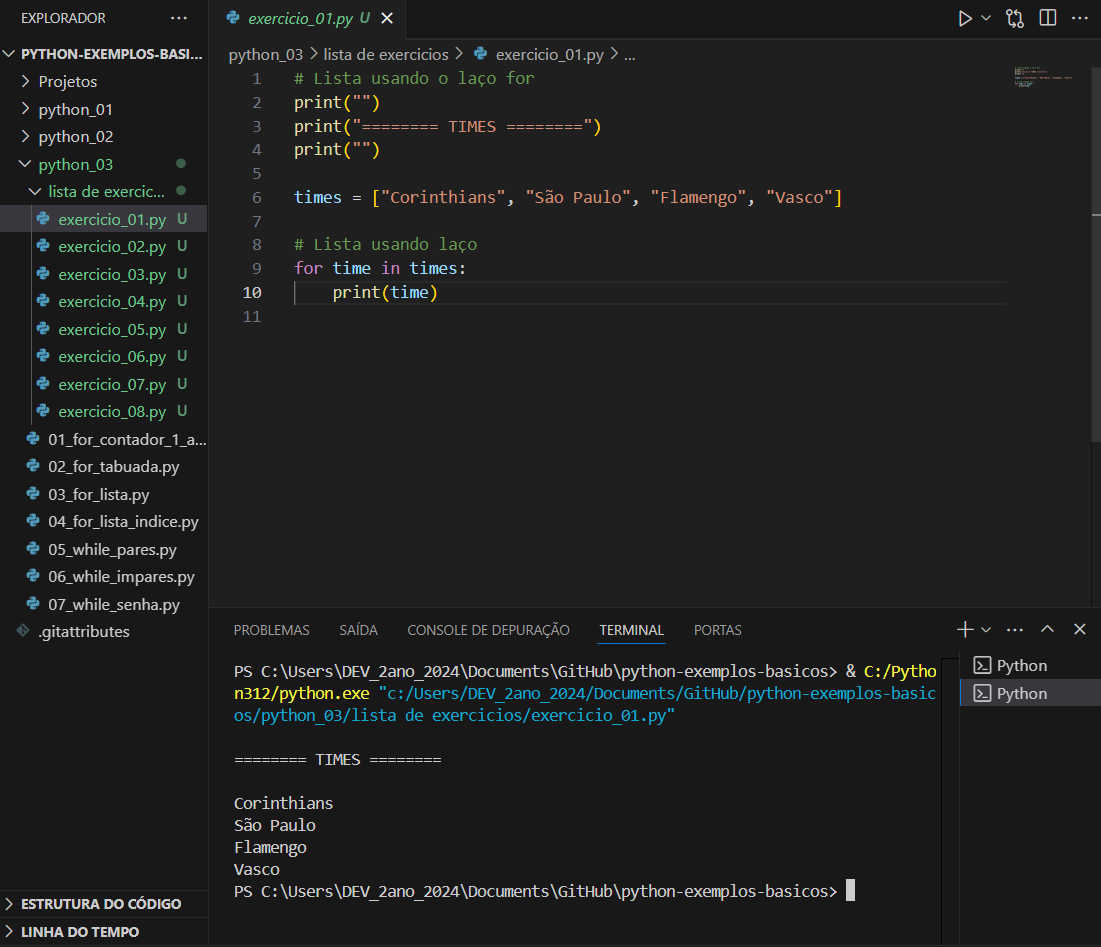 EXPLORADOR
PYTHON-EXEMPLOS-BASI...
Projetos
python_01
python_02
python_03
lista de exercic...
exercicio_01.py U
exercicio_02.py U
exercicio_03.py U
exercicio_04.py U
exercicio_05.py U
exercicio_06.py U
exercicio_07.py U
exercicio_08.py U
01_for_contador_1_a...
02_for_tabuada.py
03_for_lista.py
04_for_lista_indice.py
05_while_pares.py
06_while_impares.py
07_while_senha.py
.gitattributes
ESTRUTURA DO CÓDIGO
LINHA DO TEMPO
exercicio_01.py U
python_03 > lista de exercicios > exercicio_01.py > ...
1 # Lista usando o laço for
2 print("")
3 print("======== TIMES ========")
4 print("")
5
6 times = ["Corinthians", "São Paulo", "Flamengo", "Vasco"]
7
8 # Lista usando laço
9 for time in times:
10     print(time)
11
PROBLEMAS SAÍDA CONSOLE DE DEPURAÇÃO TERMINAL PORTAS
PS C:\Users\DEV_2ano_2024\Documents\GitHub\python-exemplos-basicos> & C:/Pytho
n312/python.exe "c:/Users/DEV_2ano_2024/Documents/GitHub/python-exemplos-basic
os/python_03/lista de exercicios/exercicio_01.py"
======== TIMES ========
Corinthians
São Paulo
Flamengo
Vasco
PS C:\Users\DEV_2ano_2024\Documents\GitHub\python-exemplos-basicos>
Python
Python